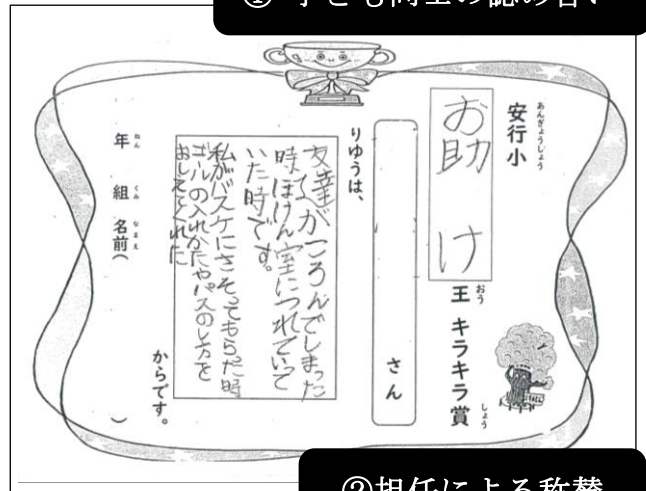 ① 子ども同士の認め合い
安行小
あんぎょうしょう
お助け
王 キラキラ賞
おう
しょう
さん
りゆうは、
友達がころんでしまった
時ほけん室につれていって
いた時です。
私がバスケにさそってもらった時
ゴールの入れかたやパスのし方を
おしえてくれた
からです。
年 組 名前( )
ねん くみ なまえ
②担任による称賛